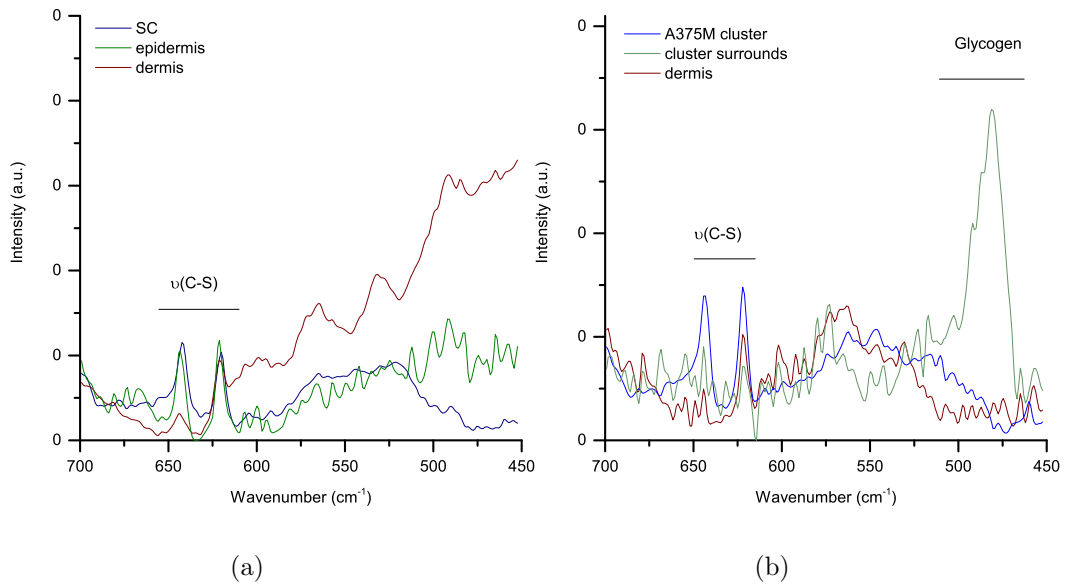 SC
epidermis
dermis
υ(C-S)
0
0
0
0
0
0
Intensity (a.u.)
700
650
600
550
500
450
Wavenumber (cm⁻¹)
(a)
A375M cluster
cluster surrounds
dermis
Glycogen
υ(C-S)
0
0
0
0
0
Intensity (a.u.)
700
650
600
550
500
450
Wavenumber (cm⁻¹)
(b)